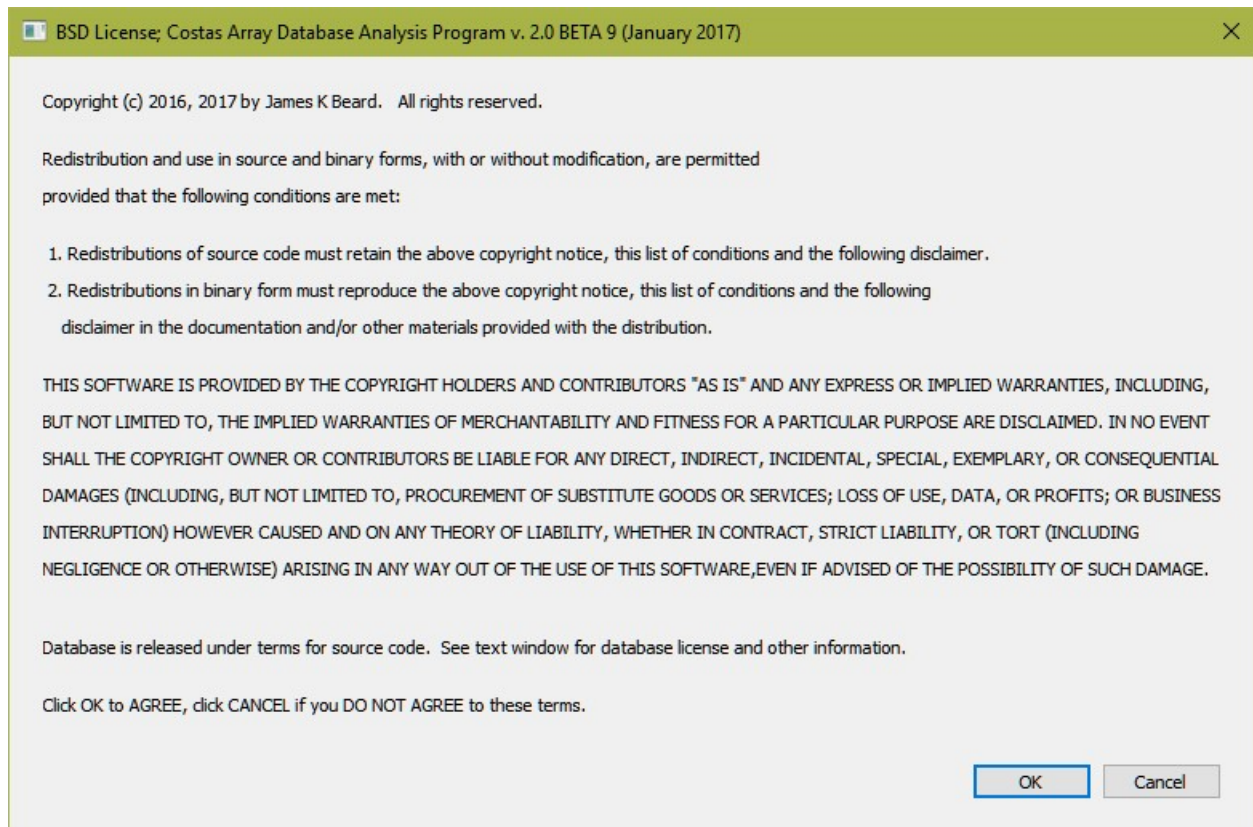 BSD License; Costas Array Database Analysis Program v. 2.0 BETA 9 (January 2017)
Copyright (c) 2016, 2017 by James K Beard.   All rights reserved.
Redistribution and use in source and binary forms, with or without modification, are permitted
provided that the following conditions are met:
1. Redistributions of source code must retain the above copyright notice, this list of conditions and the following disclaimer.
2. Redistributions in binary form must reproduce the above copyright notice, this list of conditions and the following
disclaimer in the documentation and/or other materials provided with the distribution.
THIS SOFTWARE IS PROVIDED BY THE COPYRIGHT HOLDERS AND CONTRIBUTORS "AS IS" AND ANY EXPRESS OR IMPLIED WARRANTIES, INCLUDING,
BUT NOT LIMITED TO, THE IMPLIED WARRANTIES OF MERCHANTABILITY AND FITNESS FOR A PARTICULAR PURPOSE ARE DISCLAIMED. IN NO EVENT
SHALL THE COPYRIGHT OWNER OR CONTRIBUTORS BE LIABLE FOR ANY DIRECT, INDIRECT, INCIDENTAL, SPECIAL, EXEMPLARY, OR CONSEQUENTIAL
DAMAGES (INCLUDING, BUT NOT LIMITED TO, PROCUREMENT OF SUBSTITUTE GOODS OR SERVICES; LOSS OF USE, DATA, OR PROFITS; OR BUSINESS
INTERRUPTION) HOWEVER CAUSED AND ON ANY THEORY OF LIABILITY, WHETHER IN CONTRACT, STRICT LIABILITY, OR TORT (INCLUDING
NEGLIGENCE OR OTHERWISE) ARISING IN ANY WAY OUT OF THE USE OF THIS SOFTWARE,EVEN IF ADVISED OF THE POSSIBILITY OF SUCH DAMAGE.
Database is released under terms for source code.  See text window for database license and other information.
Click OK to AGREE, click CANCEL if you DO NOT AGREE to these terms.
OK Cancel